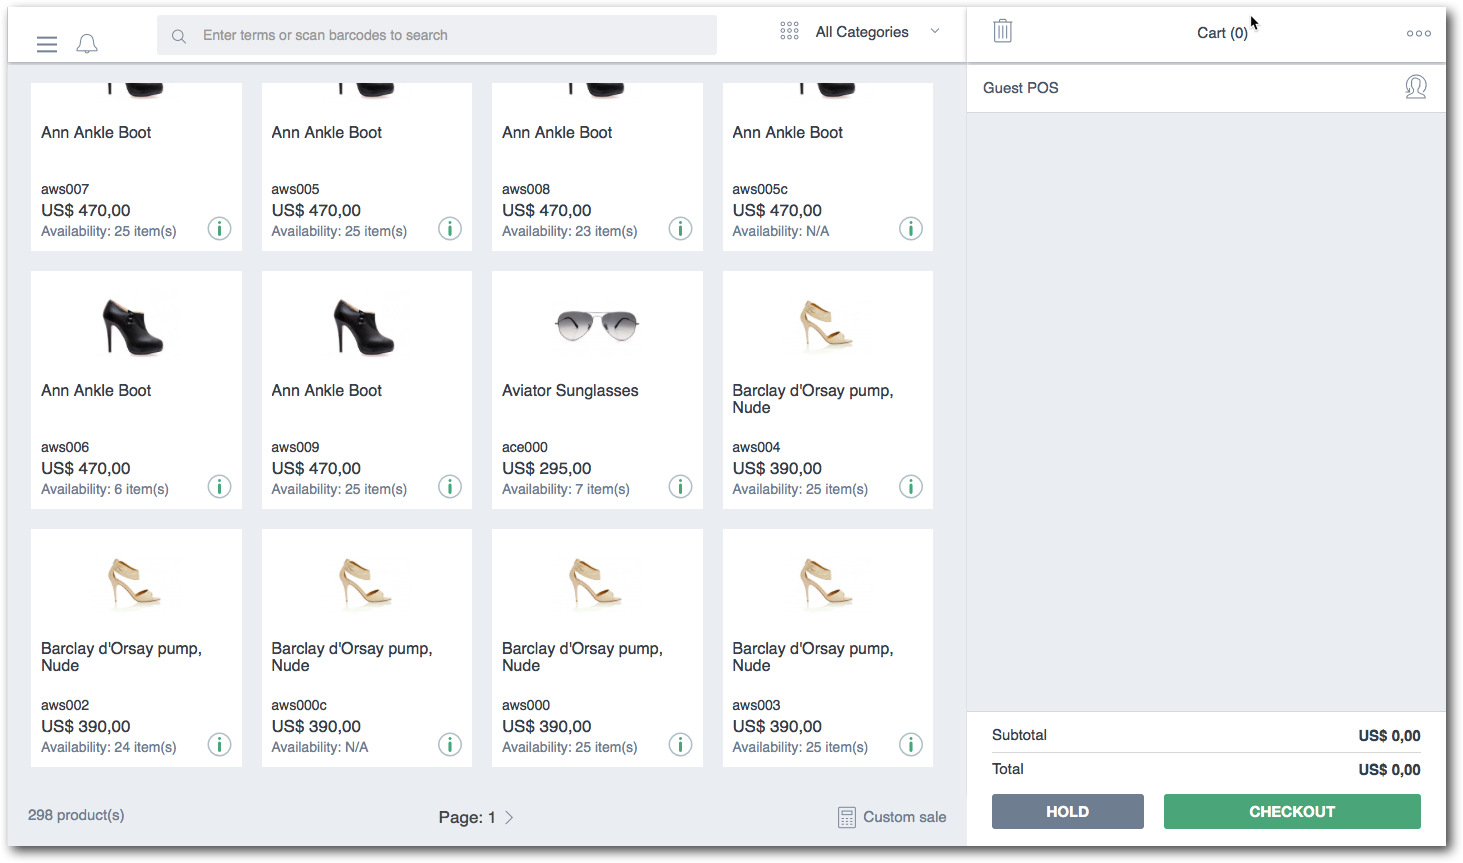 Enter terms or scan barcodes to search
All Categories
Cart (0)
Guest POS
Ann Ankle Boot
aws007
US$ 470,00
Availability: 25 item(s)
Ann Ankle Boot
aws005
US$ 470,00
Availability: 25 item(s)
Ann Ankle Boot
aws008
US$ 470,00
Availability: 23 item(s)
Ann Ankle Boot
aws005c
US$ 470,00
Availability: N/A
Ann Ankle Boot
aws006
US$ 470,00
Availability: 6 item(s)
Ann Ankle Boot
aws009
US$ 470,00
Availability: 25 item(s)
Aviator Sunglasses
ace000
US$ 295,00
Availability: 7 item(s)
Barclay d'Orsay pump,
Nude
aws004
US$ 390,00
Availability: 25 item(s)
Barclay d'Orsay pump,
Nude
aws002
US$ 390,00
Availability: 24 item(s)
Barclay d'Orsay pump,
Nude
aws000c
US$ 390,00
Availability: N/A
Barclay d'Orsay pump,
Nude
aws000
US$ 390,00
Availability: 25 item(s)
Barclay d'Orsay pump,
Nude
aws003
US$ 390,00
Availability: 25 item(s)
298 product(s)
Page: 1
Custom sale
Subtotal US$ 0,00
Total US$ 0,00
HOLD
CHECKOUT